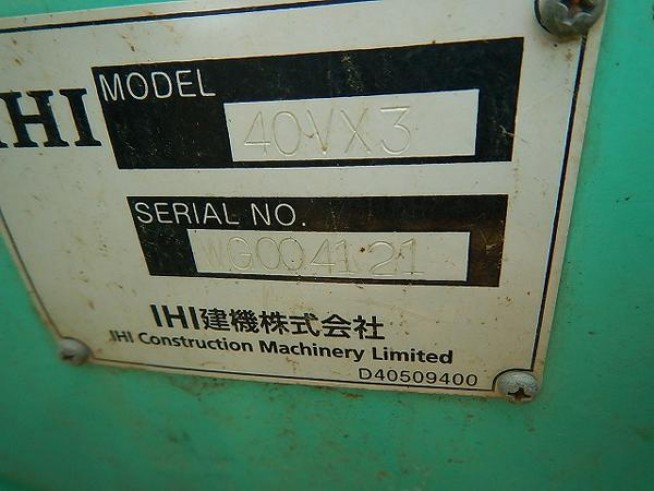 IHI
MODEL
40VX3
SERIAL NO.
WG004121
IHI建機株式会社
IHI Construction Machinery Limited
D40509400